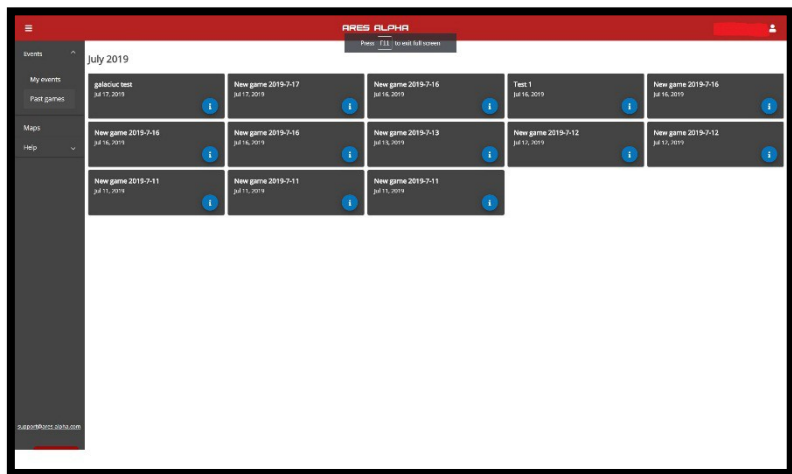 ARES ALPHA
Press F11 to exit full screen
Events
My events
Past games
Maps
Help
support@ares-alpha.com
July 2019
galaciuc test
Jul 17, 2019
New game 2019-7-17
Jul 17, 2019
New game 2019-7-16
Jul 16, 2019
Test 1
Jul 16, 2019
New game 2019-7-16
Jul 16, 2019
New game 2019-7-16
Jul 16, 2019
New game 2019-7-16
Jul 16, 2019
New game 2019-7-13
Jul 13, 2019
New game 2019-7-12
Jul 12, 2019
New game 2019-7-12
Jul 12, 2019
New game 2019-7-11
Jul 11, 2019
New game 2019-7-11
Jul 11, 2019
New game 2019-7-11
Jul 11, 2019